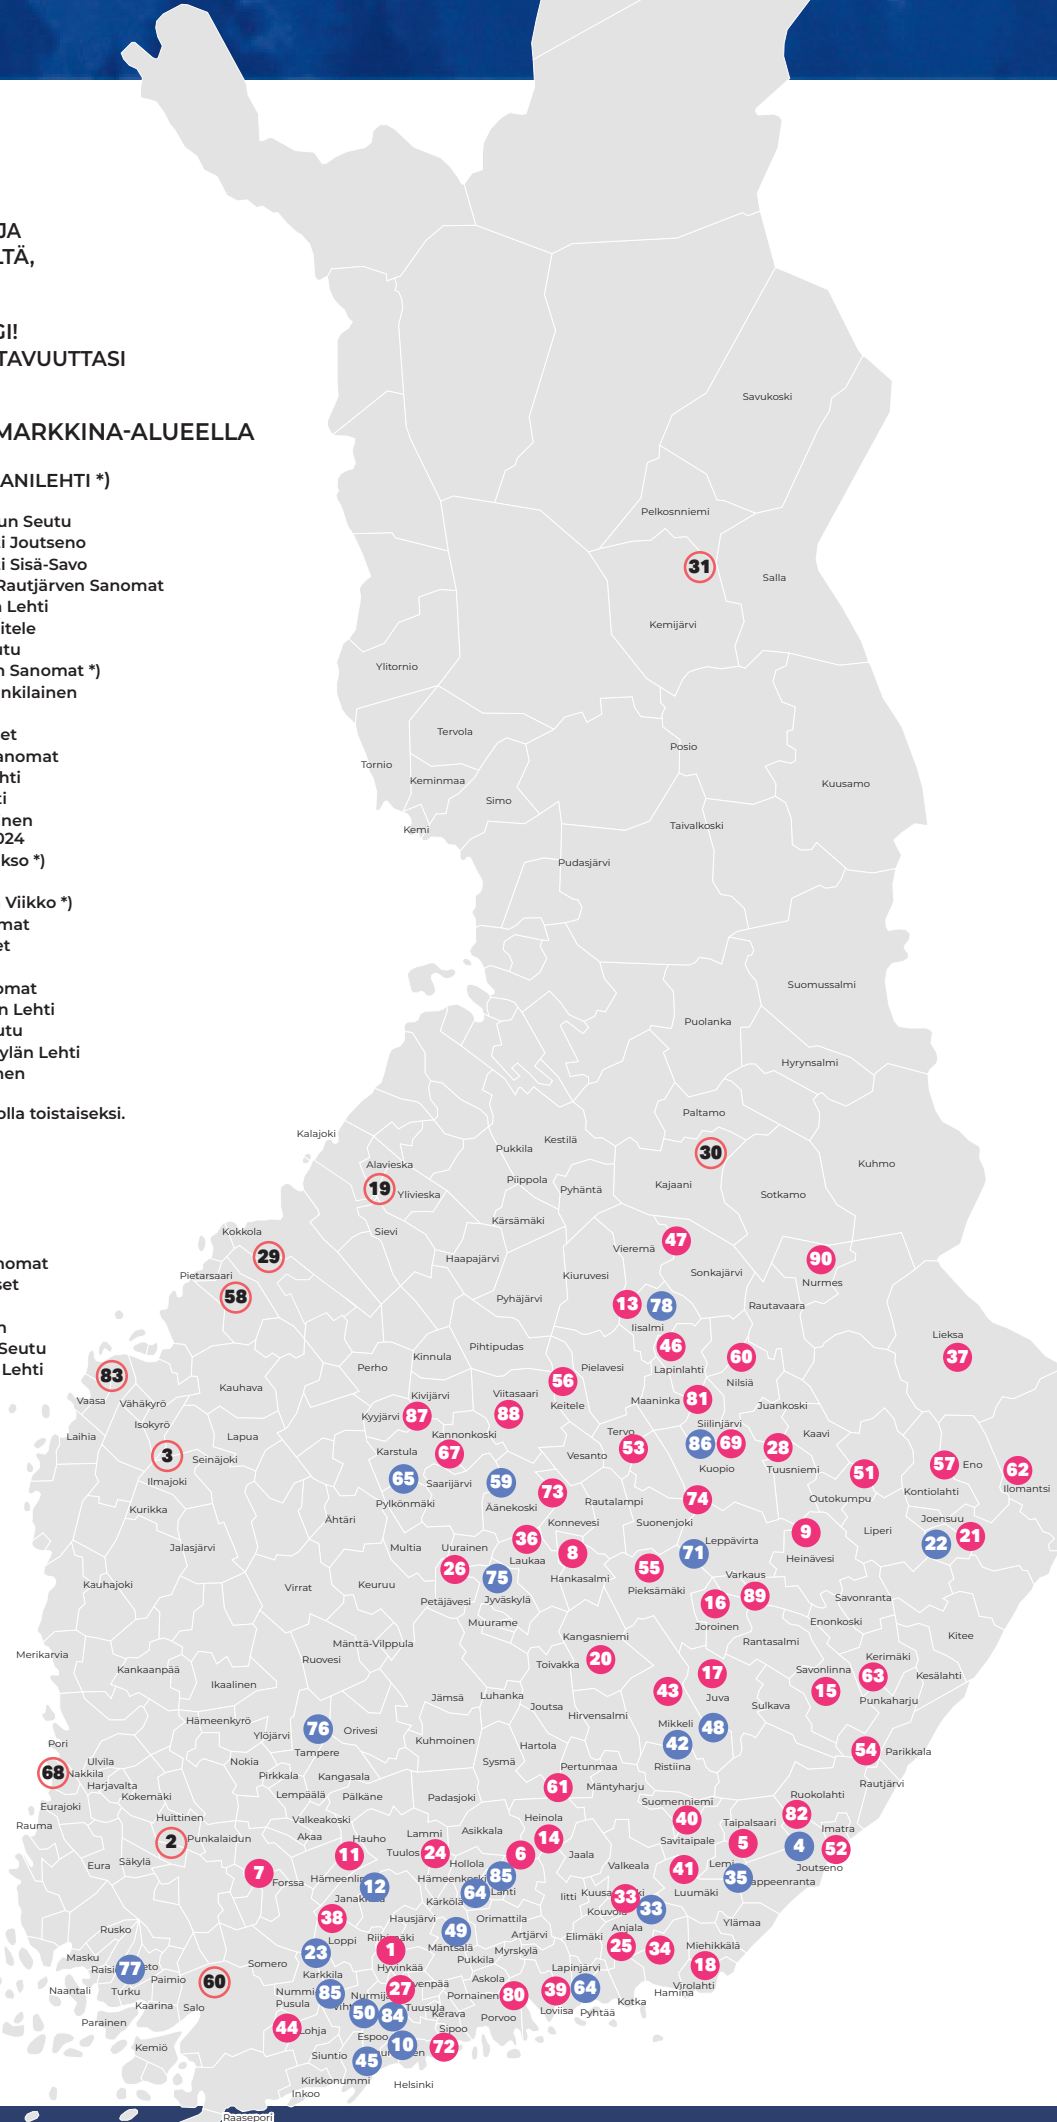 JA
LTÄ,
GI!
TAVUUTTASI
MARKKINA-ALUEELLA
ANILEHTI *)
un Seutu
i Joutseno
i Sisä-Savo
Rautjärven Sanomat
n Lehti
itele
utu
n Sanomat *)
nkilainen
et
anomat
hti
ti
nen
024
kso *)
Viikko *)
mat
et
omat
n Lehti
utu
ylän Lehti
nen
olla toistaiseksi.
nomat
set
n
Seutu
Lehti
Savukoski
Pelkosnniemi
31
Salla
Kemijärvi
Ylitornio
Tervola
Posio
Tornio
Keminmaa
Kuusamo
Simo
Kemi
Taivalkoski
Pudasjärvi
Suomussalmi
Puolanka
Hyrynsalmi
Paltamo
Kalajoki
Kestilä
Pukkila
30
Alavieska
Kuhmo
19
Ylivieska
Piippola
Pyhäntä
Kajaani
Sotkamo
Kokkola
Sievi
Kärsämäki
29
Haapajärvi
Vieremä
47
90
Pietarsaari
Kiuruvesi
Sonkajärvi
Nurmes
58
Pyhäjärvi
13
78
Rautavaara
Iisalmi
Lieksa
Pihtipudas
46
60
37
Perho
Kinnula
Pielavesi
Lapinlahti
83
Kauhava
56
Nilsiä
Vaasa
Vähäkyrö
Kivijärvi
Viitasaari
Keitele
Maaninka
81
Juankoski
Isokyrö
Kyyjärvi
87
88
Siilinjärvi
Laihia
Lapua
Kannonkoski
Tervo
Kaavi
3
Seinäjoki
Karstula
67
Vesanto
53
86
69
28
Ilmajoki
65
Saarijärvi
59
Kuopio
Tuusniemi
51
57
Eno
62
Pylkönmäki
73
Rautalampi
74
Outokumpu
Kontiolahti
Ilomantsi
Kurikka
Äänekoski
Ähtäri
Konnevesi
Suonenjoki
Joensuu
Jalasjärvi
Multia
Uurainen
36
Leppävirta
9
Liperi
22
21
Laukaa
8
71
Heinävesi
26
75
Hankasalmi
55
Varkaus
Kauhajoki
Virrat
Keuruu
Petäjävesi
Jyväskylä
Pieksämäki
16
89
Savonranta
Muurame
Joroinen
Enonkoski
Mänttä-Vilppula
Kangasniemi
Rantasalmi
Kitee
Merikarvia
Ruovesi
Toivakka
20
Kerimäki
Kankaanpää
17
Savonlinna
63
Kesälahti
Ikaalinen
43
Juva
15
Punkaharju
Jämsä
Luhanka
Joutsa
Sulkava
Hämeenkyrö
Hirvensalmi
Mikkeli
48
Ylöjärvi
76
Orivesi
Kuhmoinen
Hartola
42
54
Parikkala
Pori
Tampere
Ulvila
Nokia
Sysmä
Pertunmaa
Ristiina
68
Nakkila
Pirkkala
Kangasala
61
Mäntyharju
Rautjärvi
Harjavalta
Lempäälä
Pälkäne
Padasjoki
Ruokolahti
Eurajoki
Kokemäki
Suomenniemi
Rauma
Huittinen
Valkeakoski
Heinola
40
Taipalsaari
82
Imatra
2
Punkalaidun
Akaa
Hauho
Lammi
Asikkala
14
Savitaipale
5
4
52
11
Tuulos
24
Hollola
6
Jaala
Valkeala
Lemi
Joutseno
Eura
Säkylä
7
Forssa
12
85
41
35
Janakkala
64
Lahti
Iitti
33
Luumäki
Kärkölä
Kouvola
33
38
Hausjärvi
Orimattila
Ylämaa
Rusko
Loppi
49
Artjärvi
Elimäki
Anjala
1
Mäntsälä
Myrskylä
25
34
Miehikkälä
Masku
23
Pukkila
77
Somero
Hyvinkää
Lapinjärvi
18
Karkkila
Askola
Virolahti
Paimio
60
85
27
Pornainen
80
39
64
Hamina
Naantali
Turku
Pusula
Kotka
Kaarina
Salo
50
84
Tuusula
Porvoo
Loviisa
Pyhtää
Parainen
44
Kerava
Sipoo
Kemiö
Espoo
10
72
Siuntio
45
Kirkkonummi
Helsinki
Inkoo
Raasepori